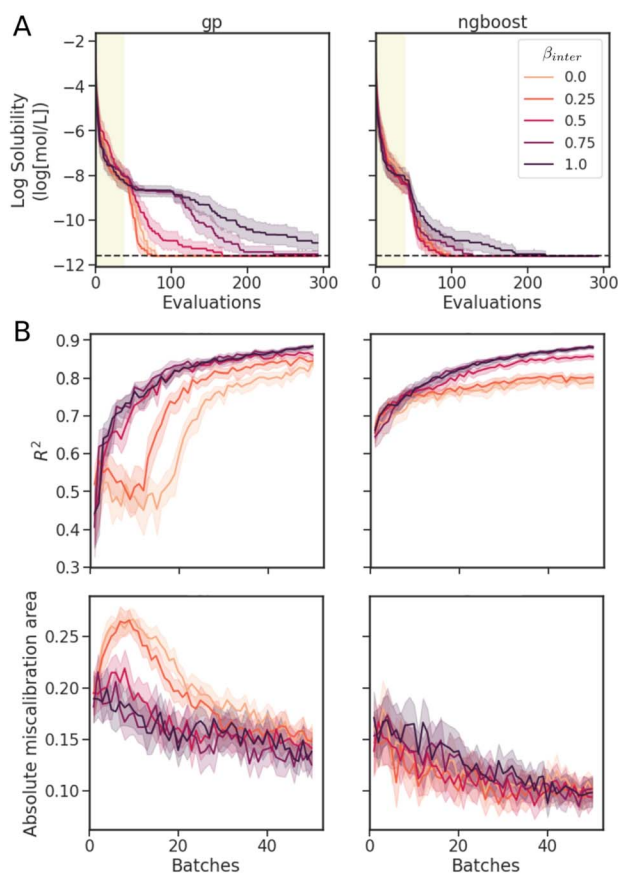 A
gp
ngboost
−2
−4
−6
−8
−10
−12
Log Solubility
(log[mol/L])
β_inter
0.0
0.25
0.5
0.75
1.0
0
100
200
300
0
100
200
300
Evaluations
Evaluations
B
0.9
0.8
0.7
0.6
0.5
0.4
0.3
R²
0.25
0.20
0.15
0.10
Absolute miscalibration area
0
20
40
0
20
40
Batches
Batches